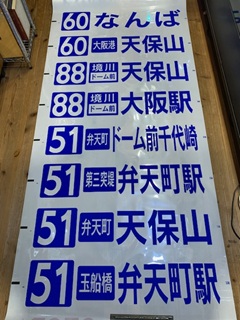 60 なんば
60 大阪港 天保山
88 境川 ドーム前 天保山
88 境川 ドーム前 大阪駅
51 弁天町 ドーム前千代崎
51 第三突堤 弁天町駅
51 弁天町 天保山
51 玉船橋 弁天町駅